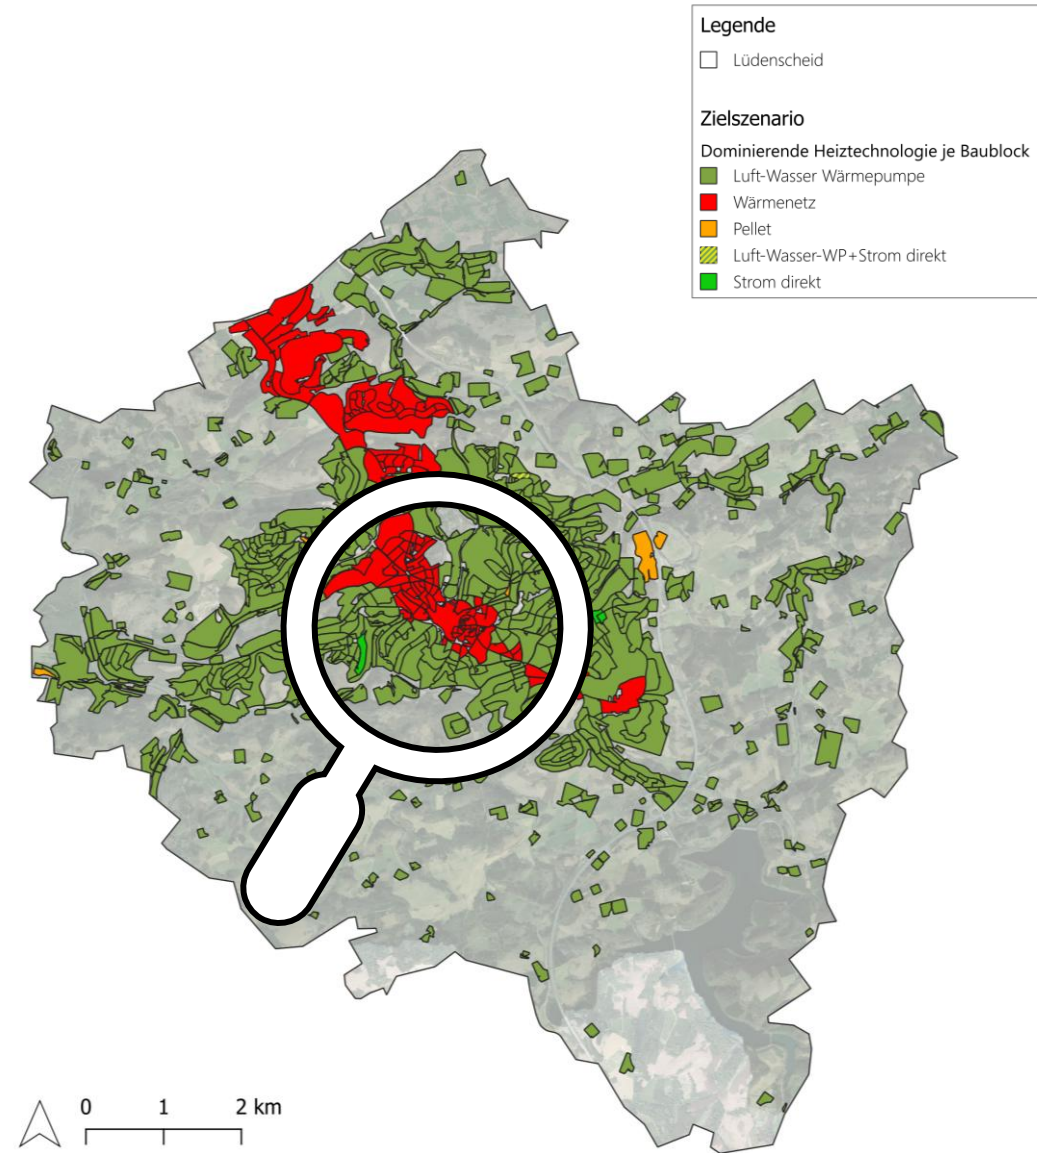 Legende
Lüdenscheid
Zielszenario
Dominierende Heiztechnologie je Baublock
Luft-Wasser Wärmepumpe
Wärmenetz
Pellet
Luft-Wasser-WP+Strom direkt
Strom direkt
0 1 2 km